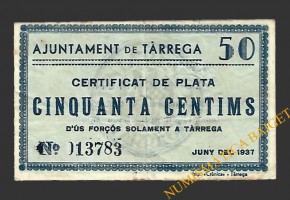 AJUNTAMENT DE TÀRREGA 50
CERTIFICAT DE PLATA
CINQUANTA CENTIMS
D'ÚS FORÇÓS SOLAMENT A TÀRREGA
Nº 013783 JUNY DEL 1937
Tàrrega
NUMISMATICA